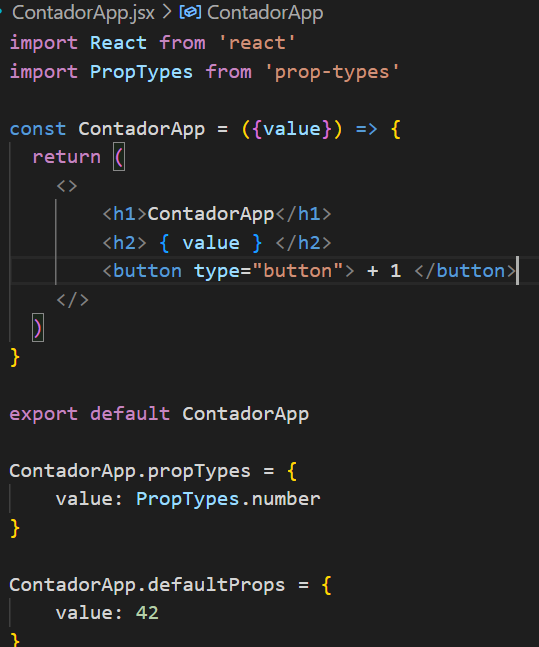 ContadorApp.jsx > ContadorApp
import React from 'react'
import PropTypes from 'prop-types'
const ContadorApp = ({value}) => {
return (
<>
<h1>ContadorApp</h1>
<h2> { value } </h2>
<button type="button"> + 1 </button>
</>
)
}
export default ContadorApp
ContadorApp.propTypes = {
value: PropTypes.number
}
ContadorApp.defaultProps = {
value: 42
}